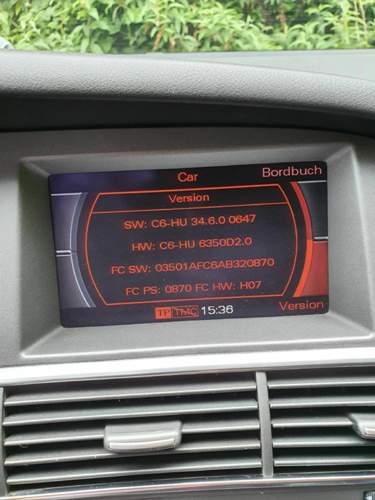 Car
Bordbuch
Version
SW: C6-HU 34.6.0 0647
HW: C6-HU 6350D2.0
FC SW: 03501AFC6AB320870
FC PS: 0870 FC HW: H07
TP TMC 15:36
Version